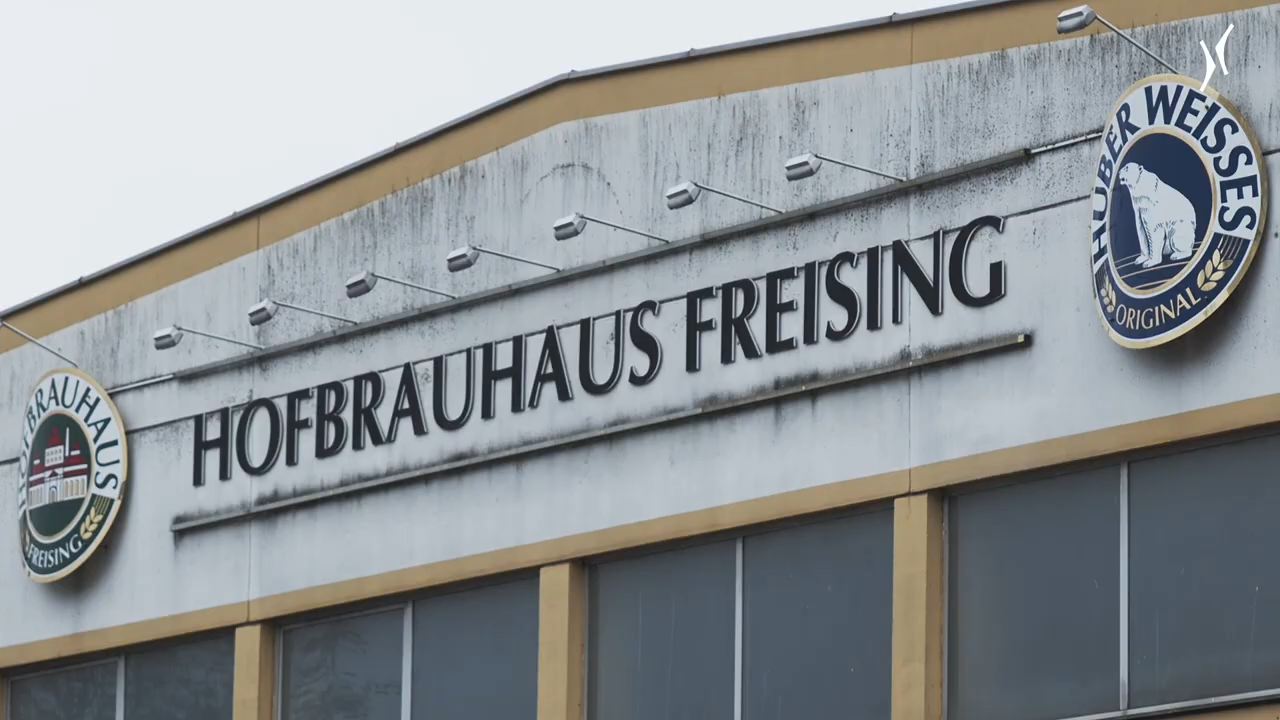 HOFBRAUHAUS FREISING
HOFBRAUHAUS
FREISING
HUBER WEISSES
ORIGINAL